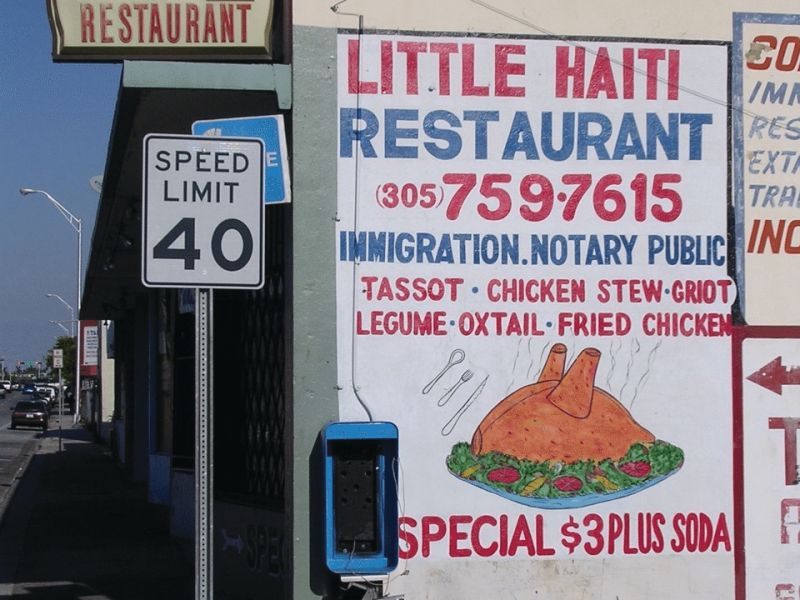 RESTAURANT
SPEED
LIMIT
40
E
LITTLE HAITI
RESTAURANT
(305) 759·7615
IMMIGRATION. NOTARY PUBLIC
TASSOT · CHICKEN STEW · GRIOT
LEGUME · OXTAIL · FRIED CHICKEN
SPECIAL $3 PLUS SODA